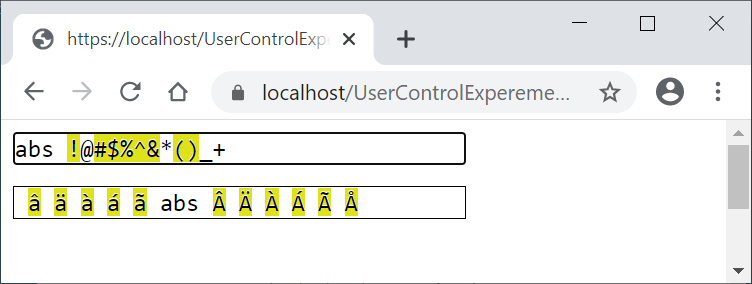 https://localhost/UserControlExpe
localhost/UserControlExpereme...
abs !@#$%^&*()_+
â ä à á ã abs Â Ä À Á Ã Å